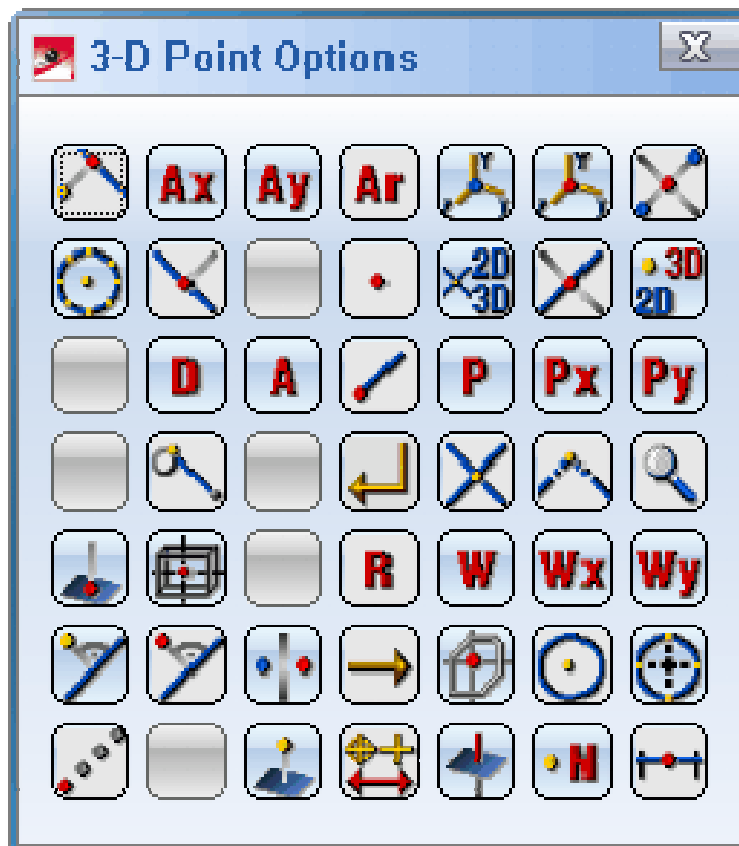 3-D Point Options
Ax Ay Ar Y Y
2D 3D 3D 2D
D A P Px Py
R W Wx Wy
N